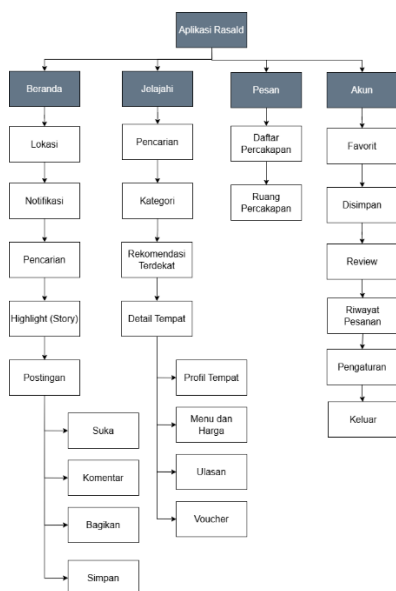 Aplikasi RasaId
Beranda
Jelajahi
Pesan
Akun
Lokasi
Notifikasi
Pencarian
Highlight (Story)
Postingan
Suka
Komentar
Bagikan
Simpan
Pencarian
Kategori
Rekomendasi
Terdekat
Detail Tempat
Profil Tempat
Menu dan
Harga
Ulasan
Voucher
Daftar
Percakapan
Ruang
Percakapan
Favorit
Disimpan
Review
Riwayat
Pesanan
Pengaturan
Keluar